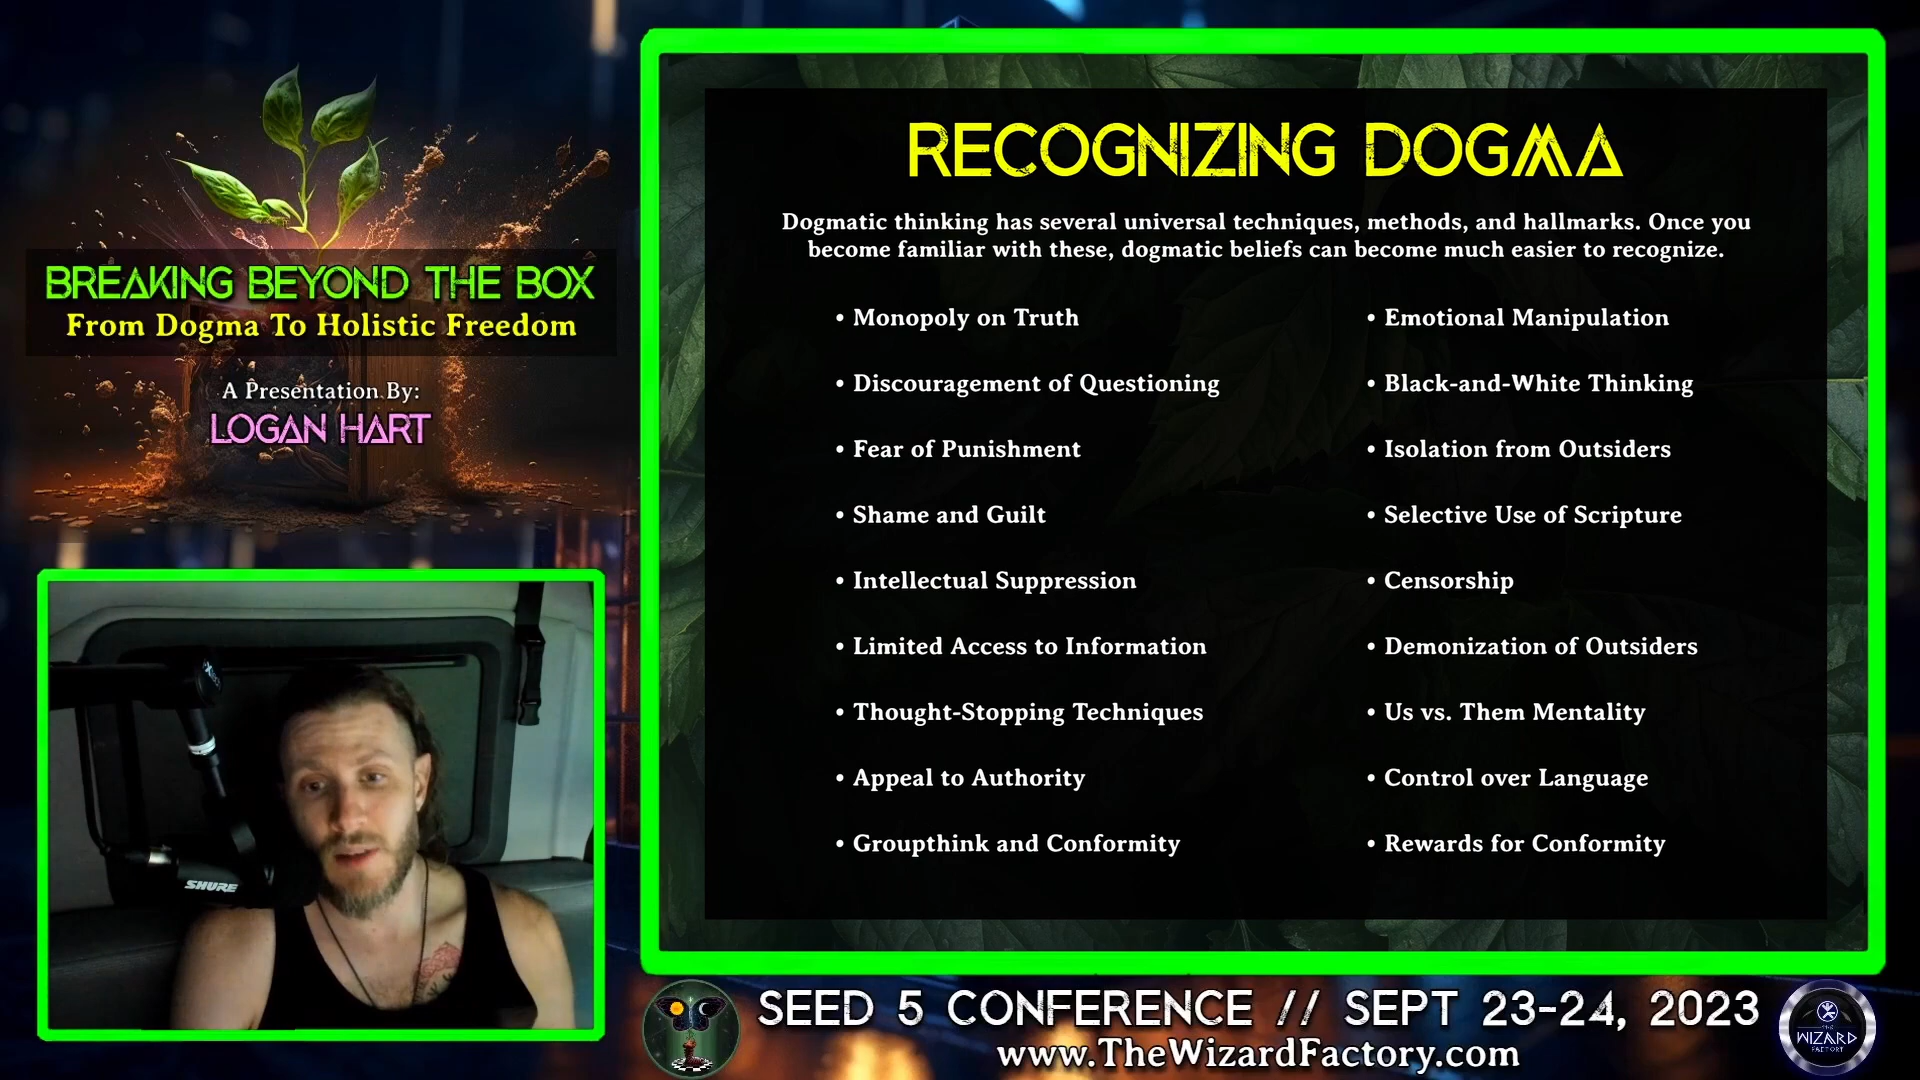 BREAKING BEYOND THE BOX
From Dogma To Holistic Freedom
A Presentation By:
LOGAN HART
SHURE
RECOGNIZING DOGMA
Dogmatic thinking has several universal techniques, methods, and hallmarks. Once you
become familiar with these, dogmatic beliefs can become much easier to recognize.
• Monopoly on Truth
• Discouragement of Questioning
• Fear of Punishment
• Shame and Guilt
• Intellectual Suppression
• Limited Access to Information
• Thought-Stopping Techniques
• Appeal to Authority
• Groupthink and Conformity
• Emotional Manipulation
• Black-and-White Thinking
• Isolation from Outsiders
• Selective Use of Scripture
• Censorship
• Demonization of Outsiders
• Us vs. Them Mentality
• Control over Language
• Rewards for Conformity
SEED 5 CONFERENCE // SEPT 23-24, 2023
www.TheWizardFactory.com
THE
WIZARD
FACTORY